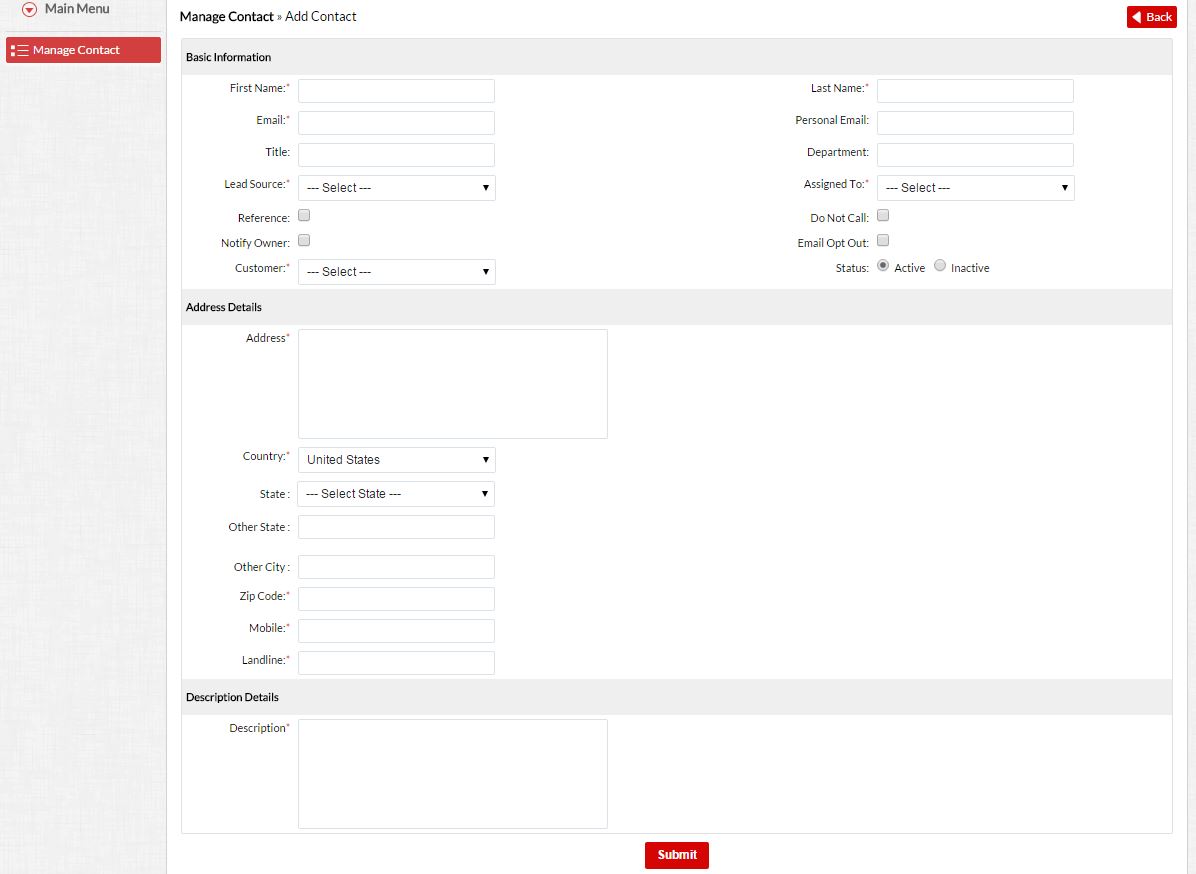 Main Menu
Manage Contact
Manage Contact » Add Contact
Back
Basic Information
First Name:*
Last Name:*
Email:*
Personal Email:
Title:
Department:
Lead Source:* --- Select ---
Assigned To:* --- Select ---
Reference:
Do Not Call:
Notify Owner:
Email Opt Out:
Customer:* --- Select ---
Status: Active Inactive
Address Details
Address*
Country:* United States
State : --- Select State ---
Other State :
Other City :
Zip Code:*
Mobile:*
Landline:*
Description Details
Description*
Submit